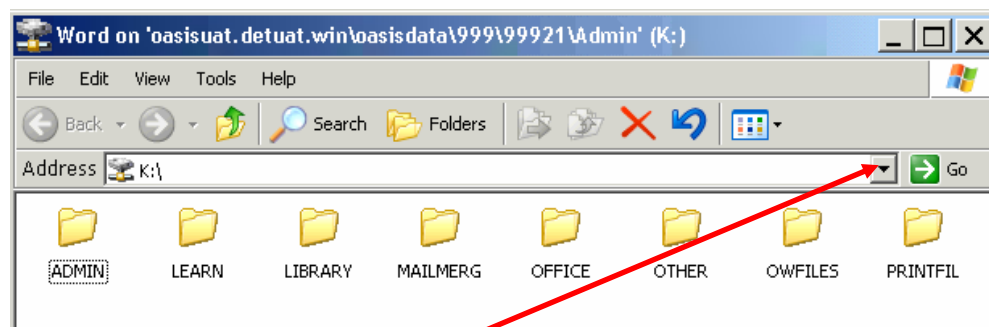 Word on 'oasisuat.detuat.win\oasisdata\999\99921\Admin' (K:)
File Edit View Tools Help
Back Search Folders
Address K:\ Go
ADMIN LEARN LIBRARY MAILMERG OFFICE OTHER OWFILES PRINTFIL